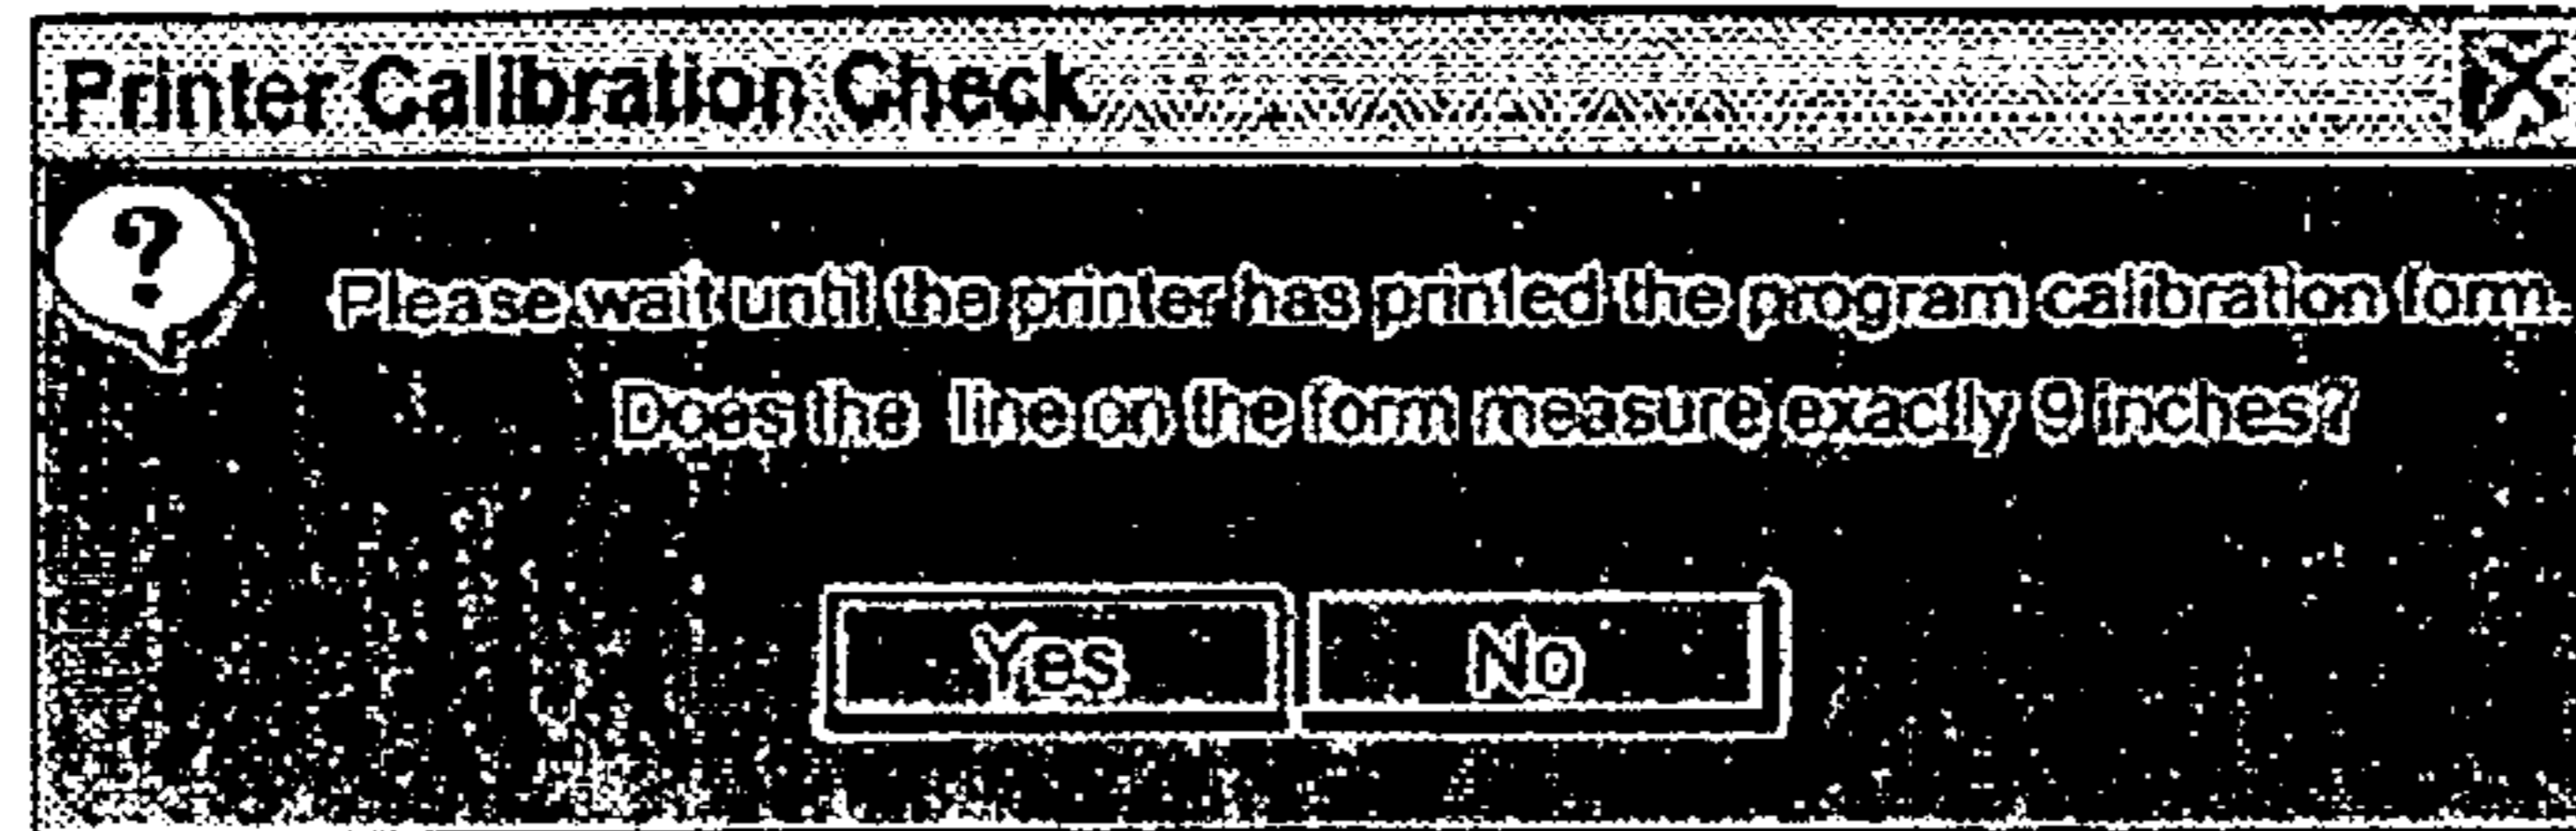 Printer Calibration Check
Please wait until the printer has printed the program calibration form.
Does the line on the form measure exactly 9 inches?
Yes No